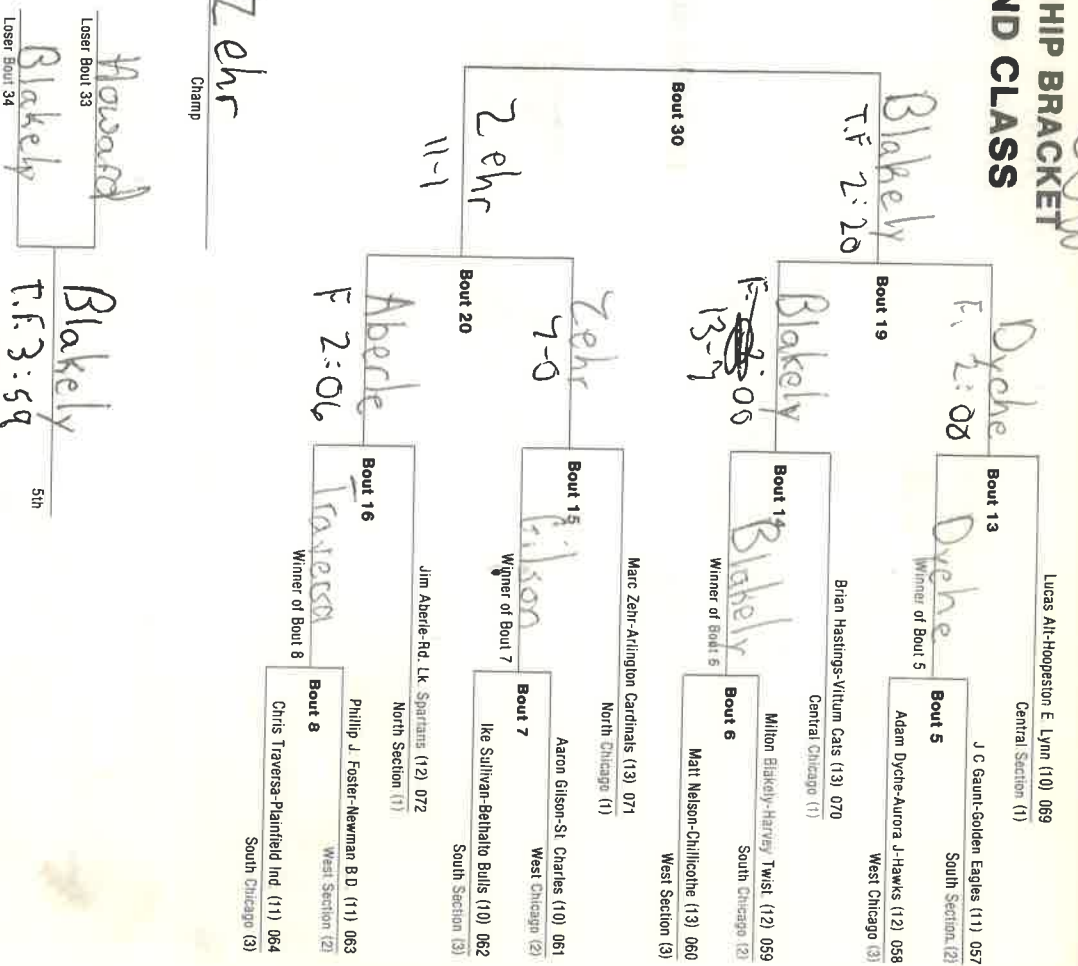 HIP BRACKET
ND CLASS
Lucas Alt-Hoopeston E. Lynn (10) 069
Central Section (1)
Dyche
F. 2:00
Bout 13
Dyche
Winner of Bout 5
J C Gaunt-Golden Eagles (11) 057
South Section (2)
Bout 5
Adam Dyche-Aurora J-Hawks (12) 058
West Chicago (3)
Blakely
T.F 2:20
Bout 19
Brian Hastings-Vittum Cats (13) 070
Central Chicago (1)
Blakely
F. :00
Bout 14
Blakely
Winner of Bout 6
Milton Blakely-Harvey Twist. (12) 059
South Chicago (2)
Bout 6
Matt Nelson-Chillicothe (13) 060
West Section (3)
Bout 30
Marc Zehr-Arlington Cardinals (13) 071
North Chicago (1)
Zehr
7-0
Bout 15
Gilson
Winner of Bout 7
Aaron Gilson-St. Charles (10) 061
West Chicago (2)
Bout 7
Ike Sullivan-Bethalto Bulls (10) 062
South Section (3)
Zehr
11-1
Bout 20
Jim Aberle-Rd. Lk. Spartans (12) 072
North Section (1)
Aberle
F 2:06
Bout 16
Traversa
Winner of Bout 8
Phillip J. Foster-Newman B.D. (11) 063
West Section (2)
Bout 8
Chris Traversa-Plainfield Ind. (11) 064
South Chicago (3)
Zehr
Champ
Howard
Loser Bout 33
Blakely
Loser Bout 34
Blakely
T.F. 3:59
5th